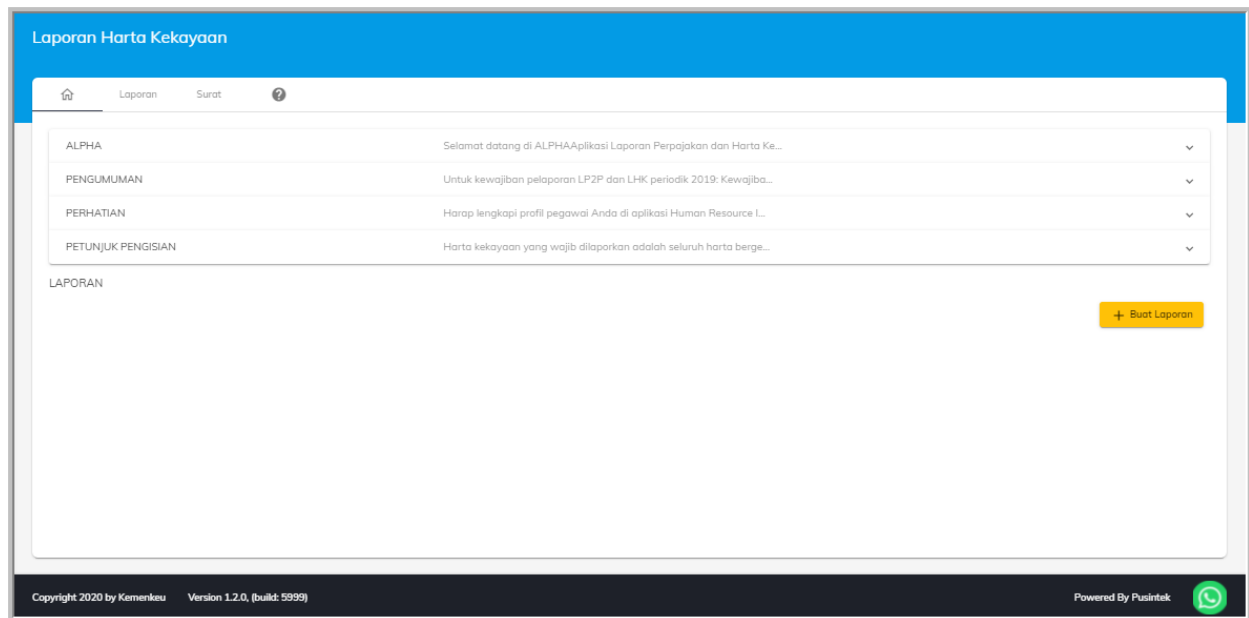 Laporan Harta Kekayaan
Laporan Surat ?
ALPHA Selamat datang di ALPHAAplikasi Laporan Perpajakan dan Harta Ke...
PENGUMUMAN Untuk kewajiban pelaporan LP2P dan LHK periodik 2019: Kewajiba...
PERHATIAN Harap lengkapi profil pegawai Anda di aplikasi Human Resource I...
PETUNJUK PENGISIAN Harta kekayaan yang wajib dilaporkan adalah seluruh harta berge...
LAPORAN
+ Buat Laporan
Copyright 2020 by Kemenkeu Version 1.2.0, (build: 5999) Powered By Pusintek